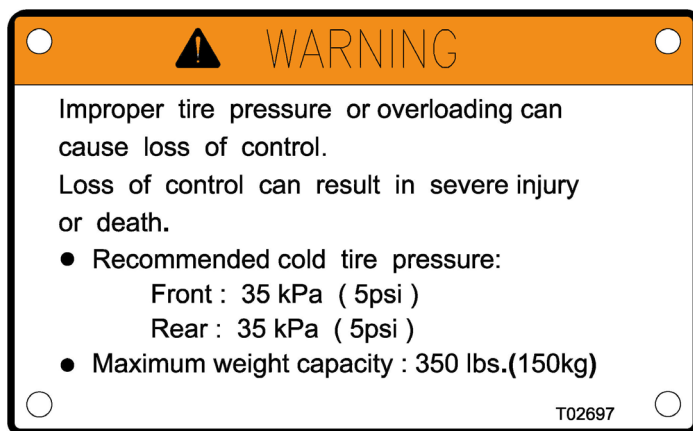 WARNING
Improper tire pressure or overloading can
cause loss of control.
Loss of control can result in severe injury
or death.
● Recommended cold tire pressure:
Front : 35 kPa ( 5psi )
Rear : 35 kPa ( 5psi )
● Maximum weight capacity : 350 lbs.(150kg)
T02697